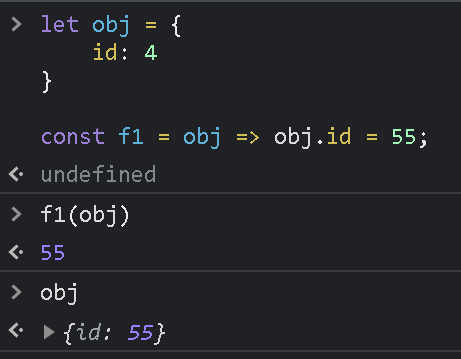 let obj = {
id: 4
}
const f1 = obj => obj.id = 55;
undefined
f1(obj)
55
obj
{id: 55}